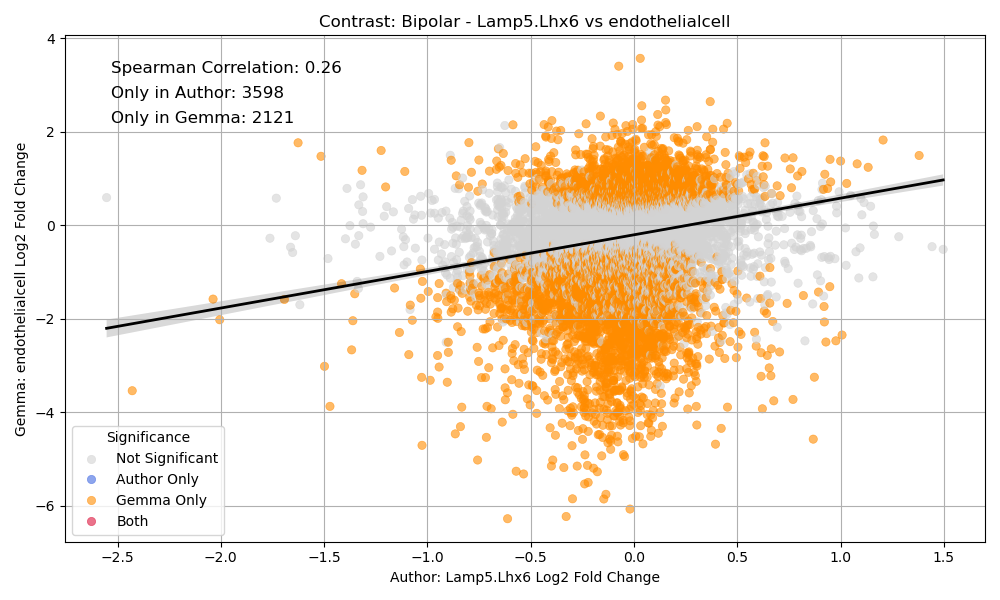 Contrast: Bipolar - Lamp5.Lhx6 vs endothelialcell
Spearman Correlation: 0.26
Only in Author: 3598
Only in Gemma: 2121
Gemma: endothelialcell Log2 Fold Change
4
2
0
−2
−4
−6
Significance
Not Significant
Author Only
Gemma Only
Both
−2.5
−2.0
−1.5
−1.0
−0.5
0.0
0.5
1.0
1.5
Author: Lamp5.Lhx6 Log2 Fold Change